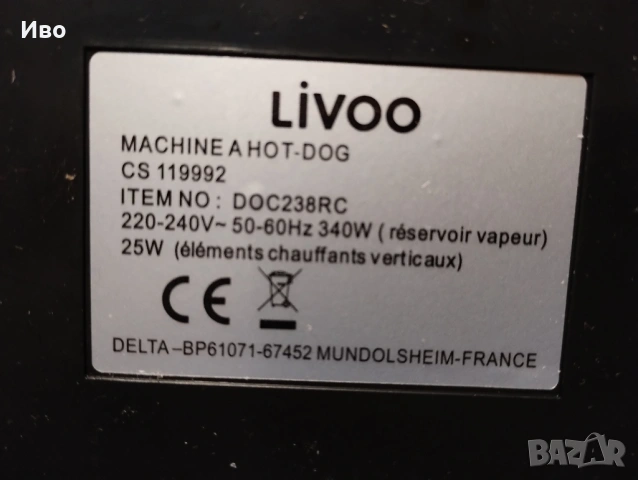 Иво
Livoo
MACHINE A HOT-DOG
CS 119992
ITEM NO : DOC238RC
220-240V~ 50-60Hz 340W ( réservoir vapeur)
25W (éléments chauffants verticaux)
CE
DELTA –BP61071-67452 MUNDOLSHEIM-FRANCE
BAZAR